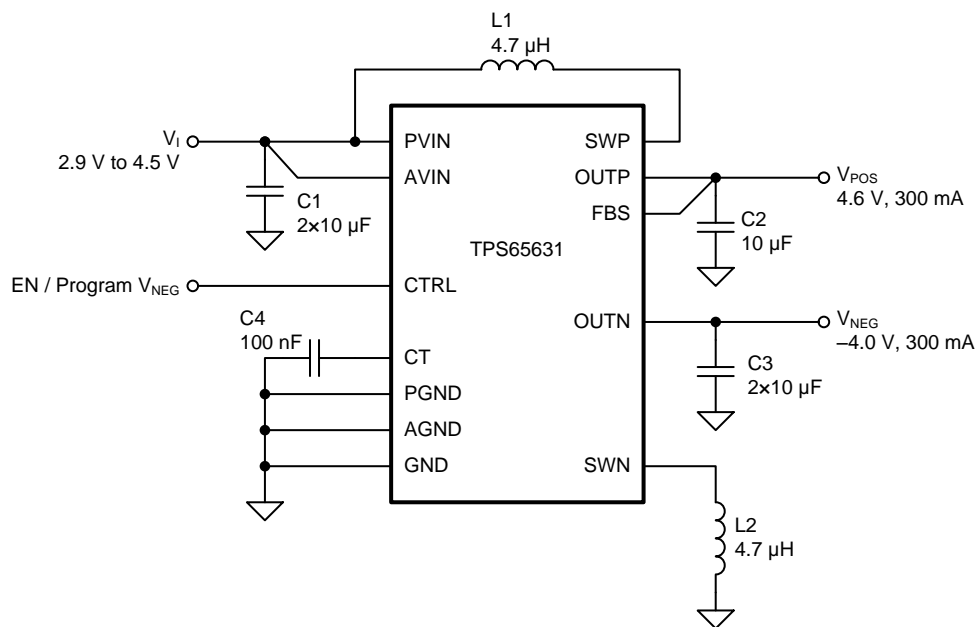 L1
4.7 µH
VI
2.9 V to 4.5 V
C1
2×10 µF
PVIN
AVIN
SWP
OUTP
FBS
VPOS
4.6 V, 300 mA
C2
10 µF
TPS65631
EN / Program VNEG
CTRL
OUTN
VNEG
–4.0 V, 300 mA
C3
2×10 µF
C4
100 nF
CT
PGND
AGND
GND
SWN
L2
4.7 µH